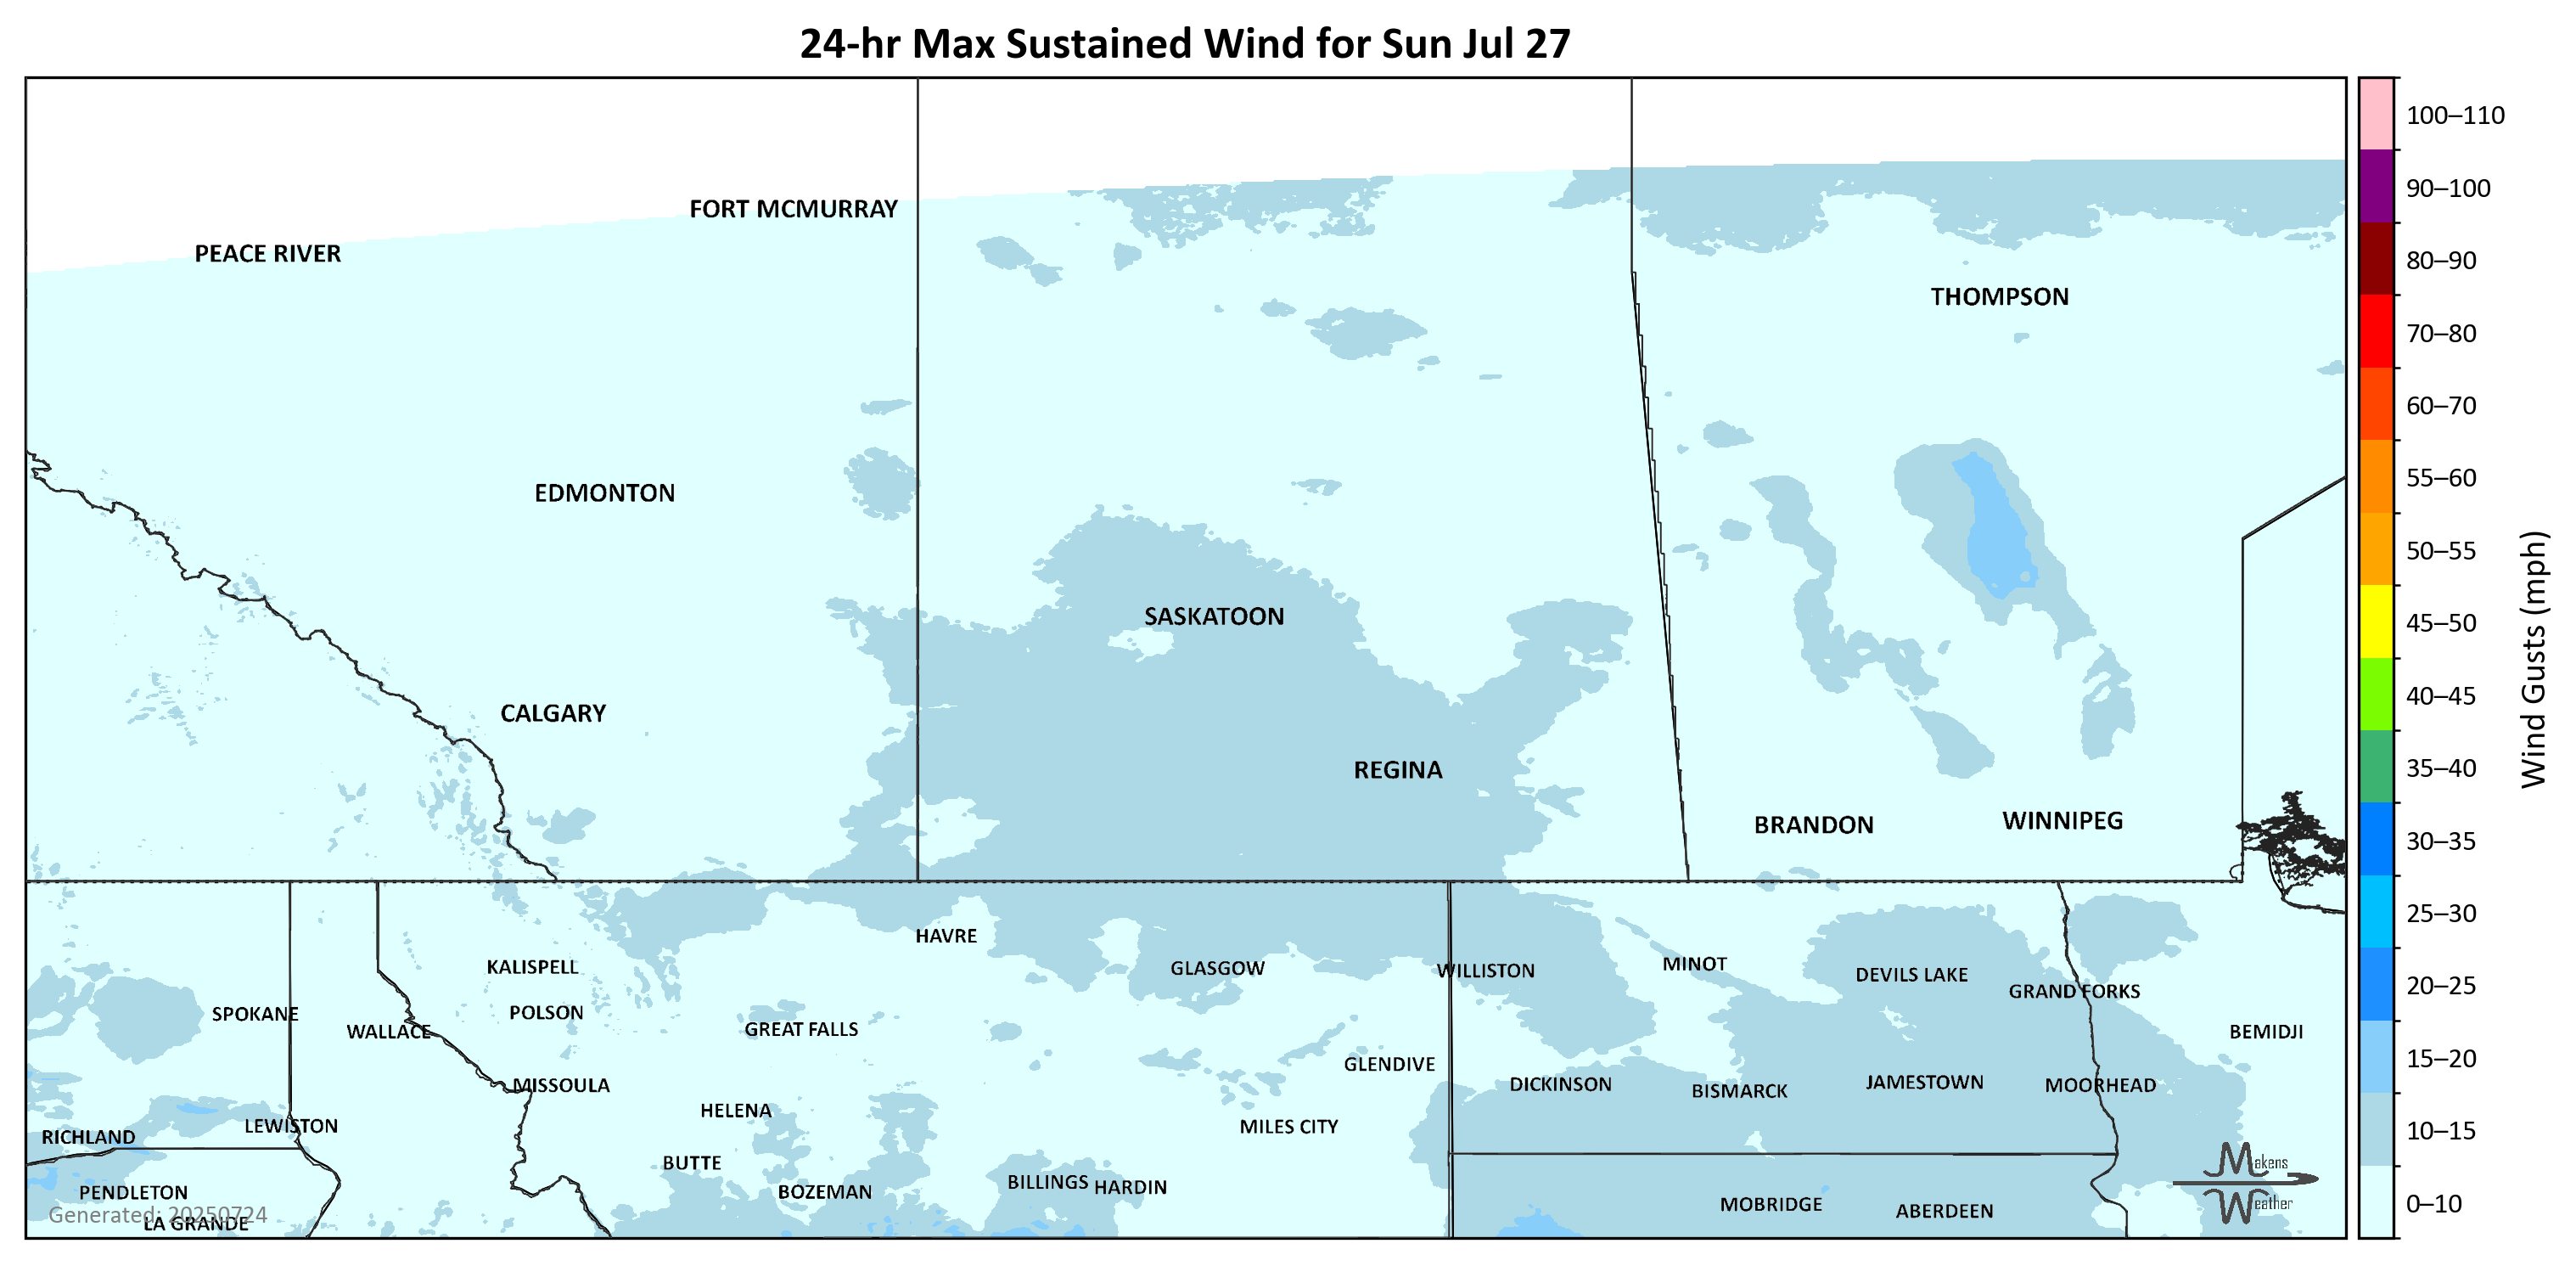 24-hr Max Sustained Wind for Sun Jul 27
100–110
FORT MCMURRAY
90–100
PEACE RIVER
80–90
THOMPSON
70–80
60–70
EDMONTON
55–60
50–55
SASKATOON
45–50
Wind Gusts (mph)
CALGARY
40–45
REGINA
35–40
BRANDON
WINNIPEG
30–35
HAVRE
25–30
KALISPELL
GLASGOW
WILLISTON
MINOT
DEVILS LAKE
GRAND FORKS
20–25
SPOKANE
POLSON
WALLACE
GREAT FALLS
BEMIDJI
15–20
GLENDIVE
MISSOULA
DICKINSON
BISMARCK
JAMESTOWN
MOORHEAD
HELENA
LEWISTON
MILES CITY
RICHLAND
10–15
BUTTE
Makens
Weather
PENDLETON
BOZEMAN
BILLINGS
HARDIN
MOBRIDGE
ABERDEEN
0–10
Generated: 20250724
LA GRANDE